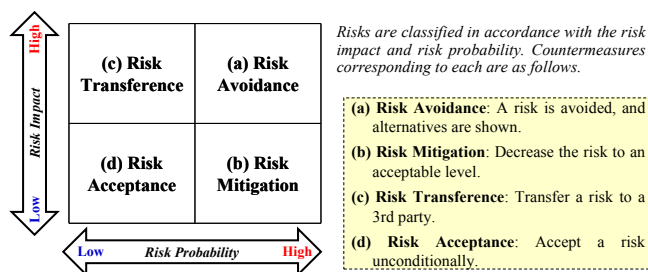 High
Risk Impact
Low
(c) Risk
Transference
(a) Risk
Avoidance
(d) Risk
Acceptance
(b) Risk
Mitigation
Low Risk Probability High
Risks are classified in accordance with the risk
impact and risk probability. Countermeasures
corresponding to each are as follows.
(a) Risk Avoidance: A risk is avoided, and
alternatives are shown.
(b) Risk Mitigation: Decrease the risk to an
acceptable level.
(c) Risk Transference: Transfer a risk to a
3rd party.
(d) Risk Acceptance: Accept a risk
unconditionally.